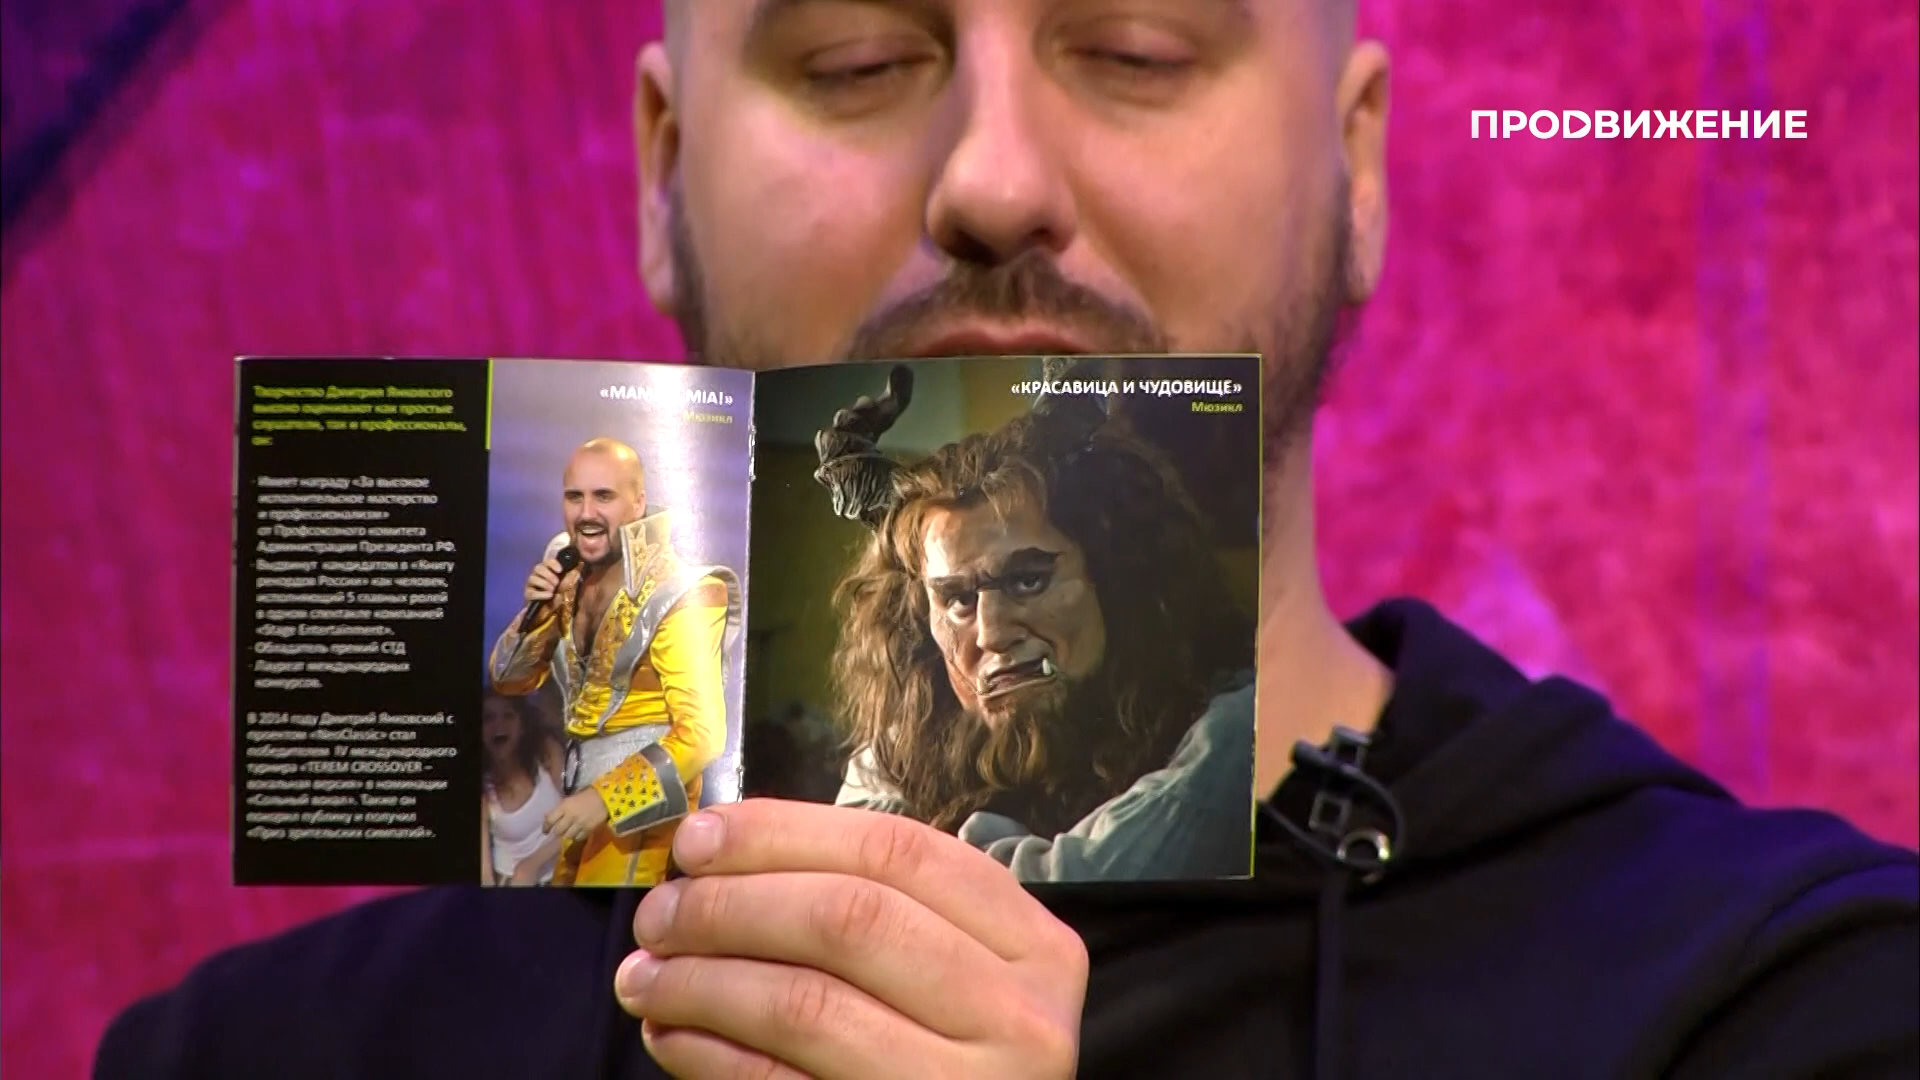 ПРОДВИЖЕНИЕ
Творчество Дмитрия Янковского
высоко оценивают как простые
слушатели, так и профессионалы,
он:
- Имеет награду «За высокое
исполнительское мастерство
и профессионализм»
от Профсоюзного комитета
Администрации Президента РФ.
- Выдвинут кандидатом в «Книгу
рекордов России» как человек,
исполняющий 5 главных ролей
в одном спектакле компанией
«Stage Entertainment».
- Обладатель премий СТД
- Лауреат международных
конкурсов.
В 2014 году Дмитрий Янковский с
проектом «NeoClassic» стал
победителем IV международного
турнира «TEREM CROSSOVER –
вокальная версия» в номинации
«Сольный вокал». Также он
покорил публику и получил
«Приз зрительских симпатий».
«MAM MIA!»
Мюзикл
«КРАСАВИЦА И ЧУДОВИЩЕ»
Мюзикл